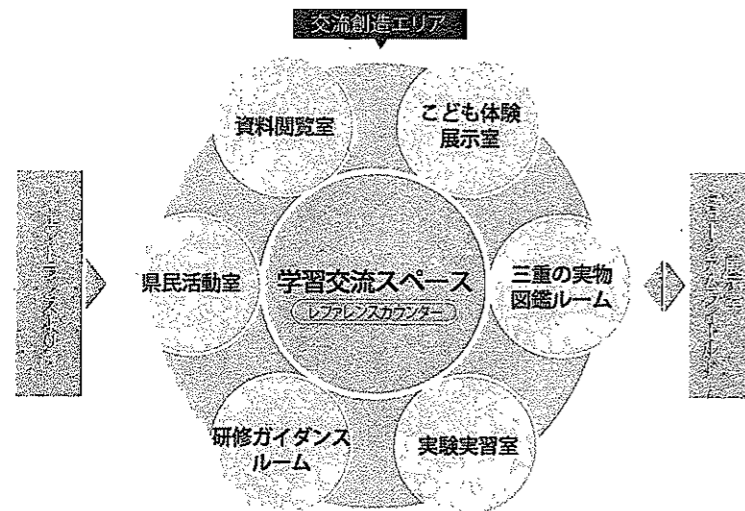 交流創造エリア
資料閲覧室
こども体験
展示室
県民活動室
学習交流スペース
レファレンスカウンター
三重の実物
図鑑ルーム
研修ガイダンス
ルーム
実験実習室